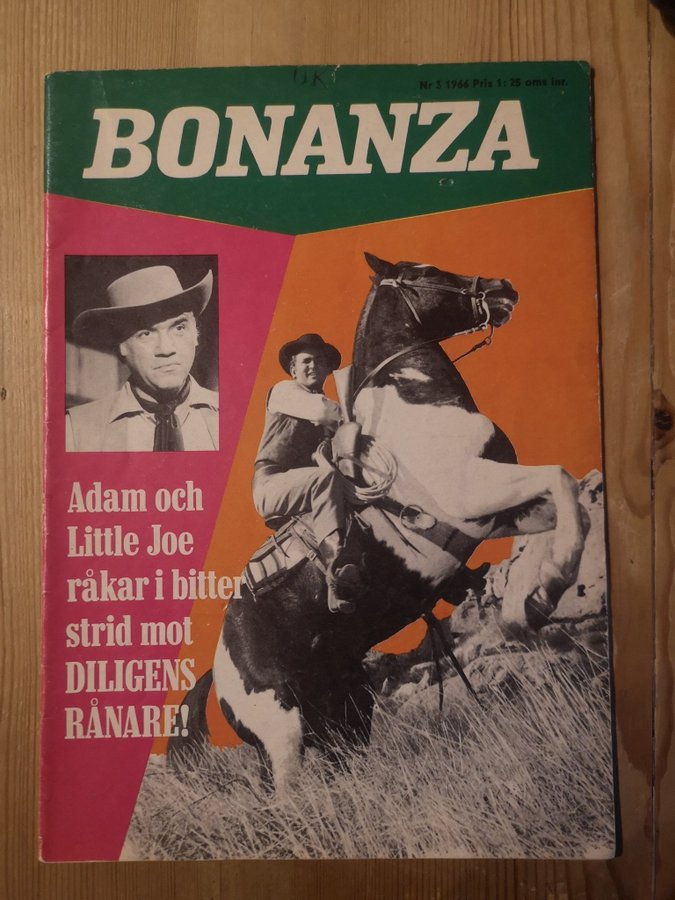 UK
Nr 5 1966 Pris 1:25 oms inr.
BONANZA
Adam och
Little Joe
råkar i bitter
strid mot
DILIGENS
RÅNARE!